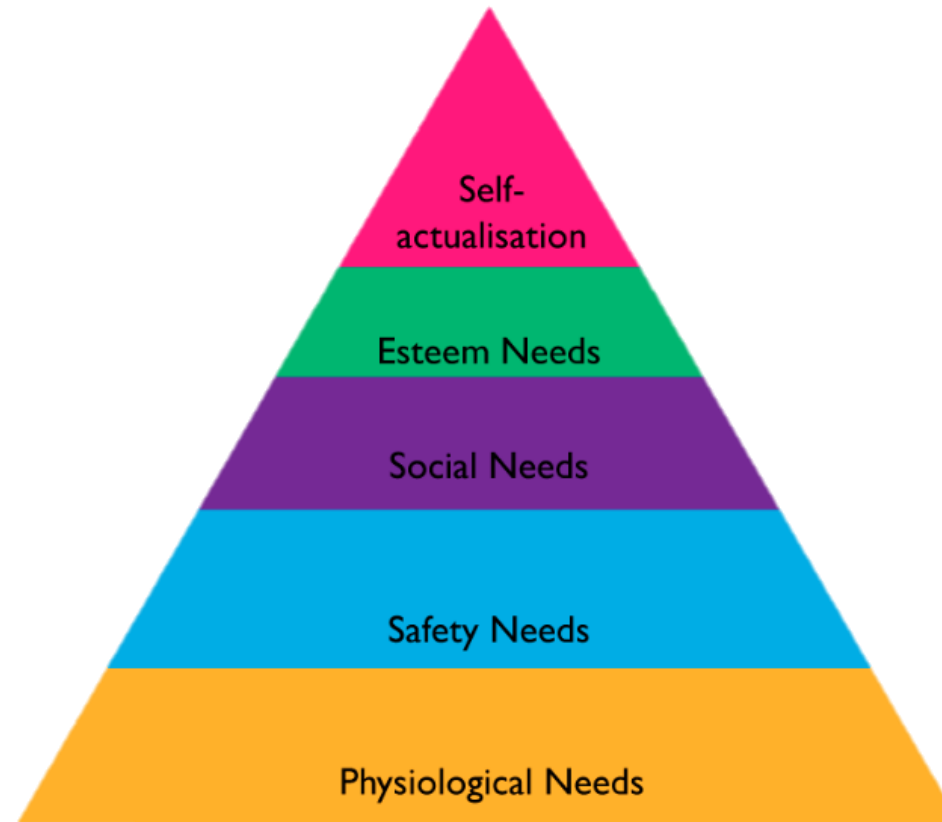 Self-
actualisation
Esteem Needs
Social Needs
Safety Needs
Physiological Needs